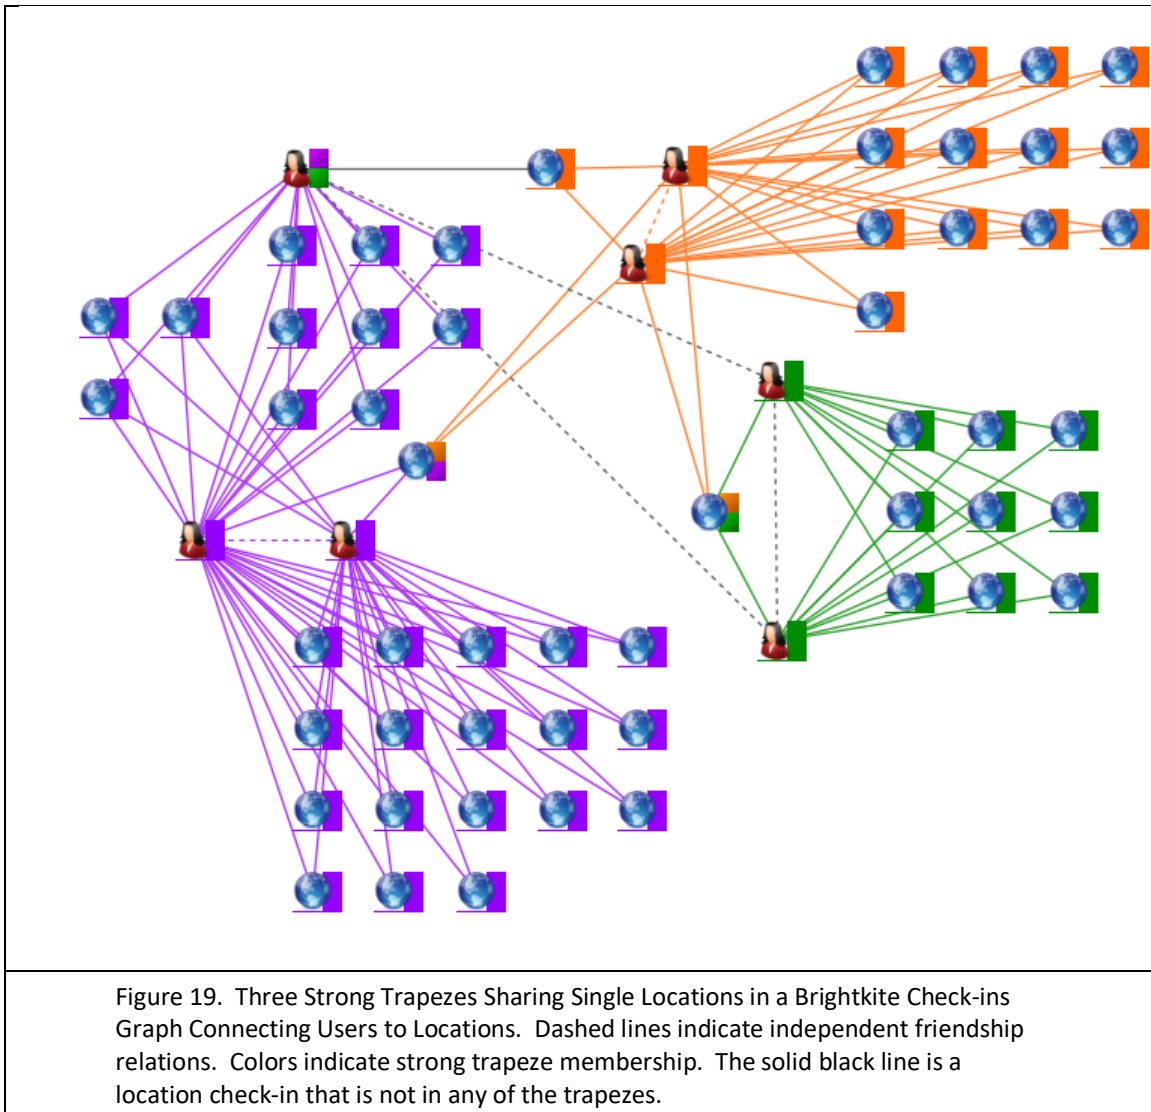 Figure 19.  Three Strong Trapezes Sharing Single Locations in a Brightkite Check-ins
Graph Connecting Users to Locations.  Dashed lines indicate independent friendship
relations.  Colors indicate strong trapeze membership.  The solid black line is a
location check-in that is not in any of the trapezes.